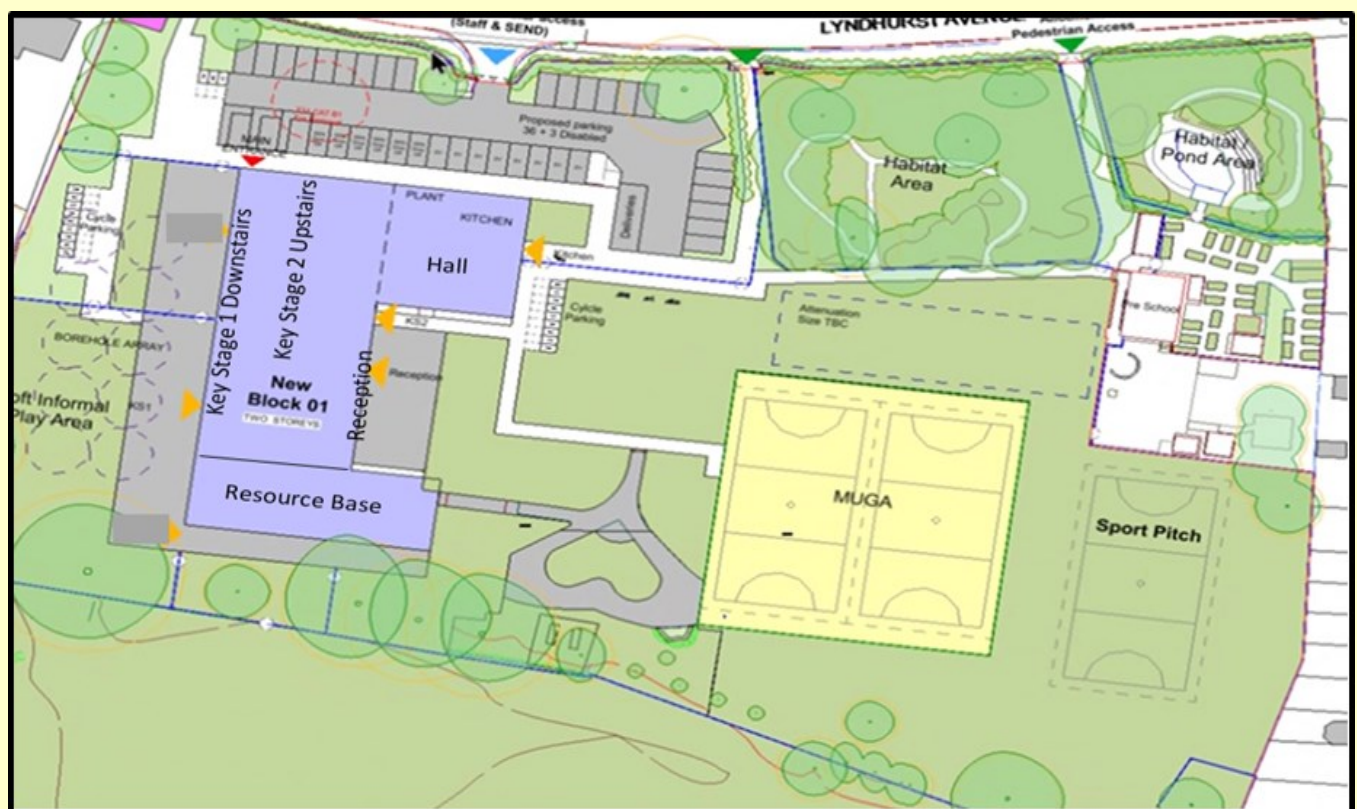 access
(Staff & SEND)
LYNDHURST AVENUE
Pedestrian Access
Proposed parking
36 + 3 Disabled
MAIN
ENTRANCE
Habitat
Area
Habitat /
Pond Area
PLANT
KITCHEN
Deliveries
Cycle
Parking
Hall
Kitchen
Key Stage 1 Downstairs
Key Stage 2 Upstairs
KS2
Cylcle
Parking
Attenuation
Size TBC
Pre School
BOREHOLE ARRAY
Reception
Reception
New
Block 01
TWO STOREYS
oft Informal
Play Area
KS1
Resource Base
MUGA
Sport Pitch